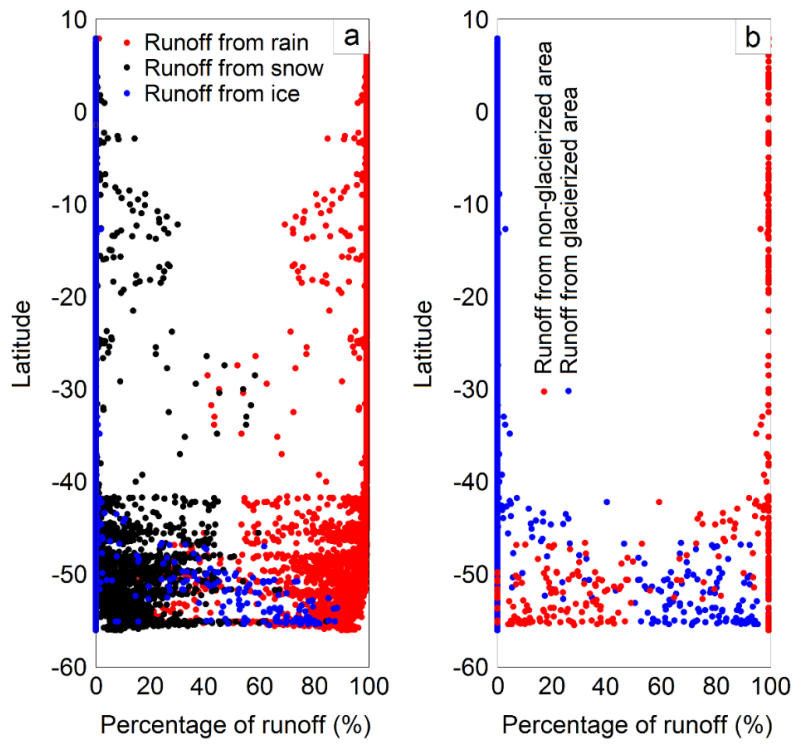 a
Runoff from rain
Runoff from snow
Runoff from ice
10
0
-10
-20
-30
-40
-50
-60
Latitude
0 20 40 60 80 100
Percentage of runoff (%)
b
Runoff from non-glacierized area
Runoff from glacierized area
10
0
-10
-20
-30
-40
-50
-60
Latitude
0 20 40 60 80 100
Percentage of runoff (%)